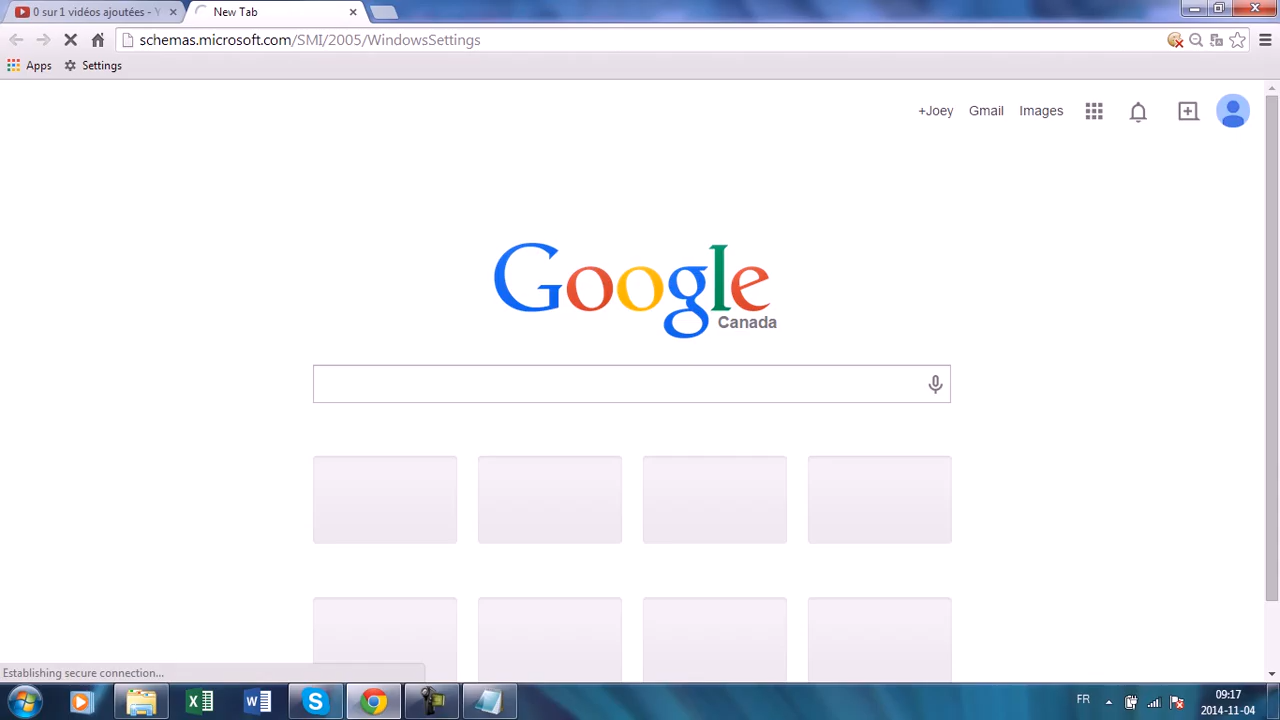 0 sur 1 vidéos ajoutées - Y
New Tab
schemas.microsoft.com/SMI/2005/WindowsSettings
Apps
Settings
+Joey
Gmail
Images
Google
Canada
Establishing secure connection...
FR
09:17
2014-11-04